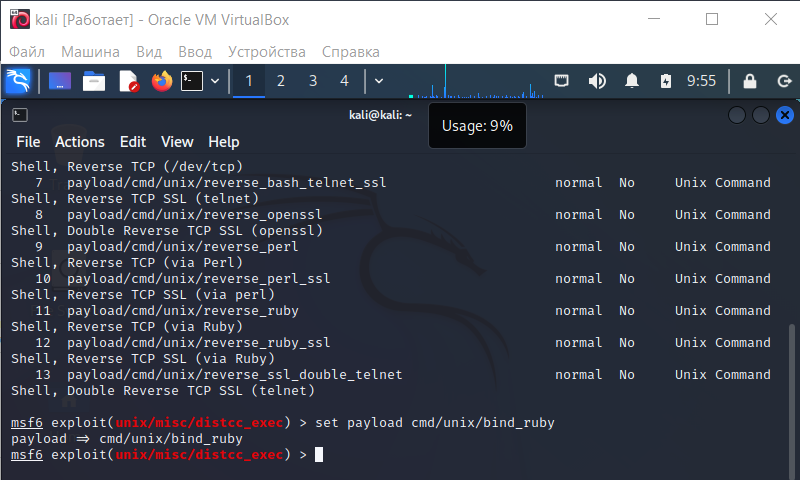 kali [Работает] - Oracle VM VirtualBox
Файл Машина Вид Ввод Устройства Справка
1 2 3 4 9:55
kali@kali: ~
Usage: 9%
File Actions Edit View Help
Shell, Reverse TCP (/dev/tcp)
7 payload/cmd/unix/reverse_bash_telnet_ssl normal No Unix Command
Shell, Reverse TCP SSL (telnet)
8 payload/cmd/unix/reverse_openssl normal No Unix Command
Shell, Double Reverse TCP SSL (openssl)
9 payload/cmd/unix/reverse_perl normal No Unix Command
Shell, Reverse TCP (via Perl)
10 payload/cmd/unix/reverse_perl_ssl normal No Unix Command
Shell, Reverse TCP SSL (via perl)
11 payload/cmd/unix/reverse_ruby normal No Unix Command
Shell, Reverse TCP (via Ruby)
12 payload/cmd/unix/reverse_ruby_ssl normal No Unix Command
Shell, Reverse TCP SSL (via Ruby)
13 payload/cmd/unix/reverse_ssl_double_telnet normal No Unix Command
Shell, Double Reverse TCP SSL (telnet)
msf6 exploit(unix/misc/distcc_exec) > set payload cmd/unix/bind_ruby
payload ⇒ cmd/unix/bind_ruby
msf6 exploit(unix/misc/distcc_exec) >